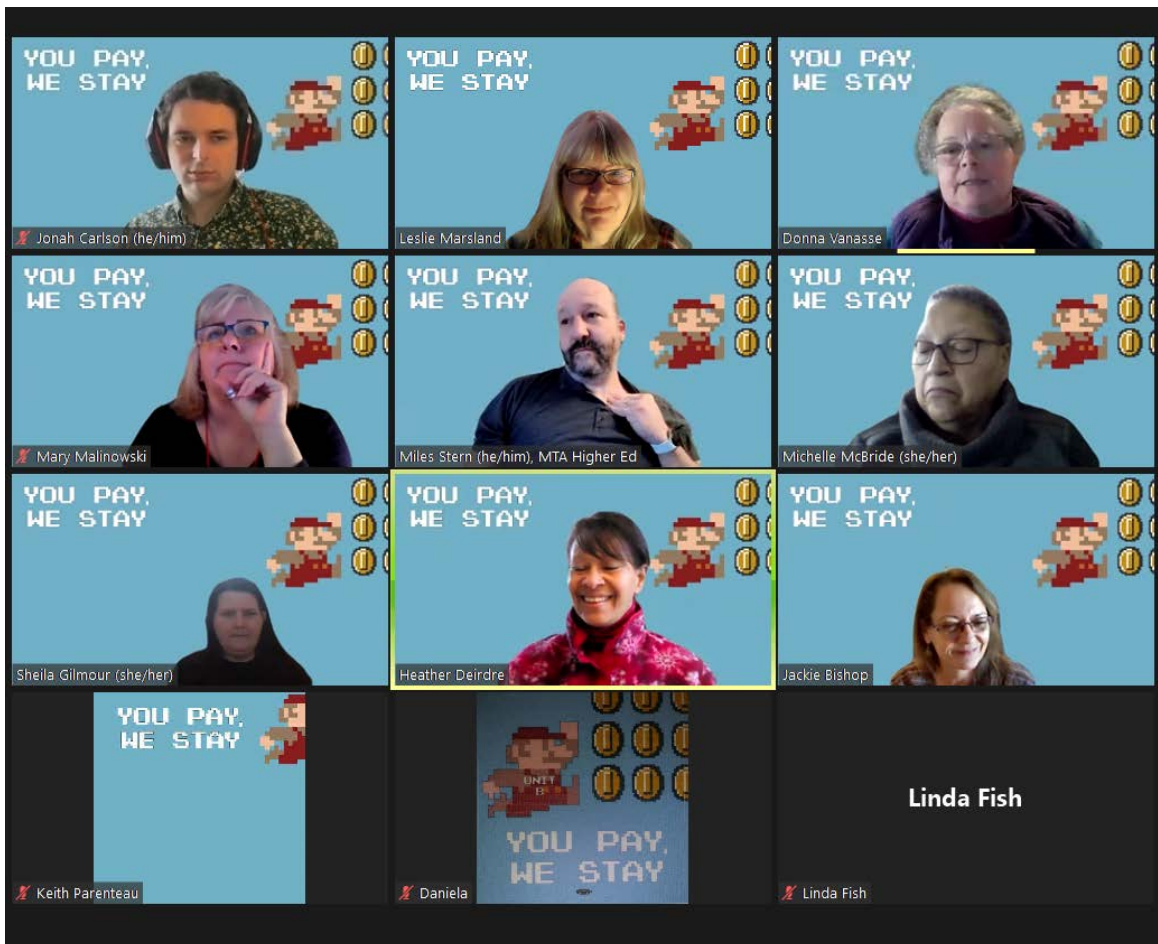 YOU PAY,
WE STAY
Jonah Carlson (he/him)
YOU PAY,
WE STAY
Leslie Marsland
YOU PAY,
WE STAY
Donna Vanasse
YOU PAY,
WE STAY
Mary Malinowski
YOU PAY,
WE STAY
Miles Stern (he/him), MTA Higher Ed
YOU PAY,
WE STAY
Michelle McBride (she/her)
YOU PAY,
WE STAY
Sheila Gilmour (she/her)
YOU PAY,
WE STAY
Heather Deirdre
YOU PAY,
WE STAY
Jackie Bishop
YOU PAY,
WE STAY
Keith Parenteau
UNIT
B
YOU PAY,
WE STAY
Daniela
Linda Fish
Linda Fish